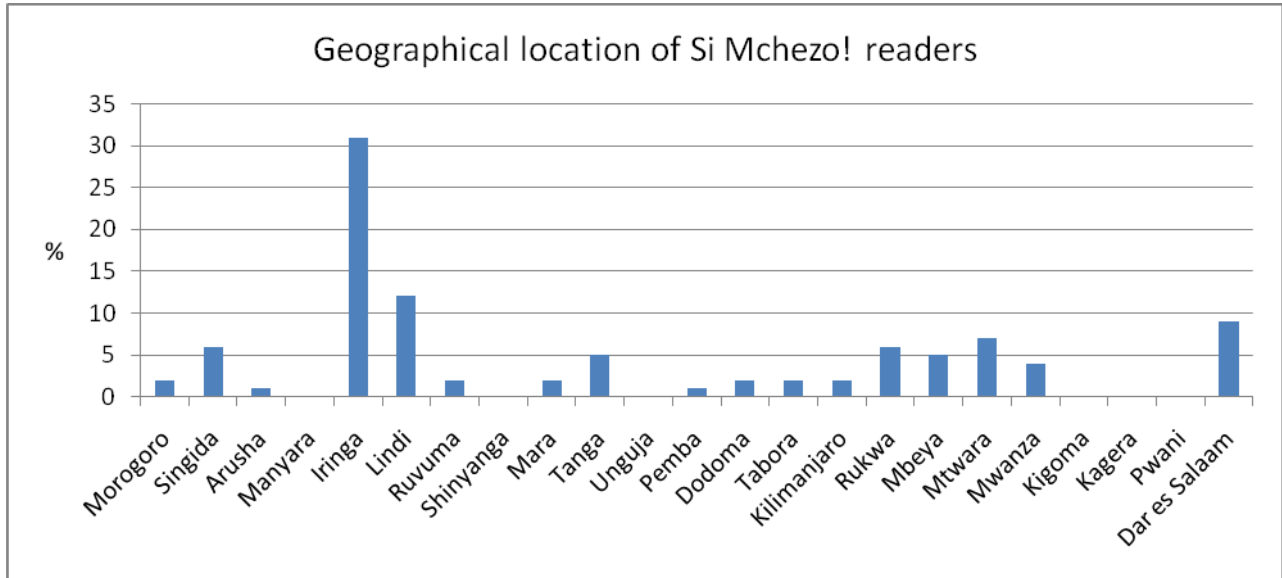 Geographical location of Si Mchezo! readers
%
35
30
25
20
15
10
5
0
Morogoro
Singida
Arusha
Manyara
Iringa
Lindi
Ruvuma
Shinyanga
Mara
Tanga
Unguja
Pemba
Dodoma
Tabora
Kilimanjaro
Rukwa
Mbeya
Mtwara
Mwanza
Kigoma
Kagera
Pwani
Dar es Salaam